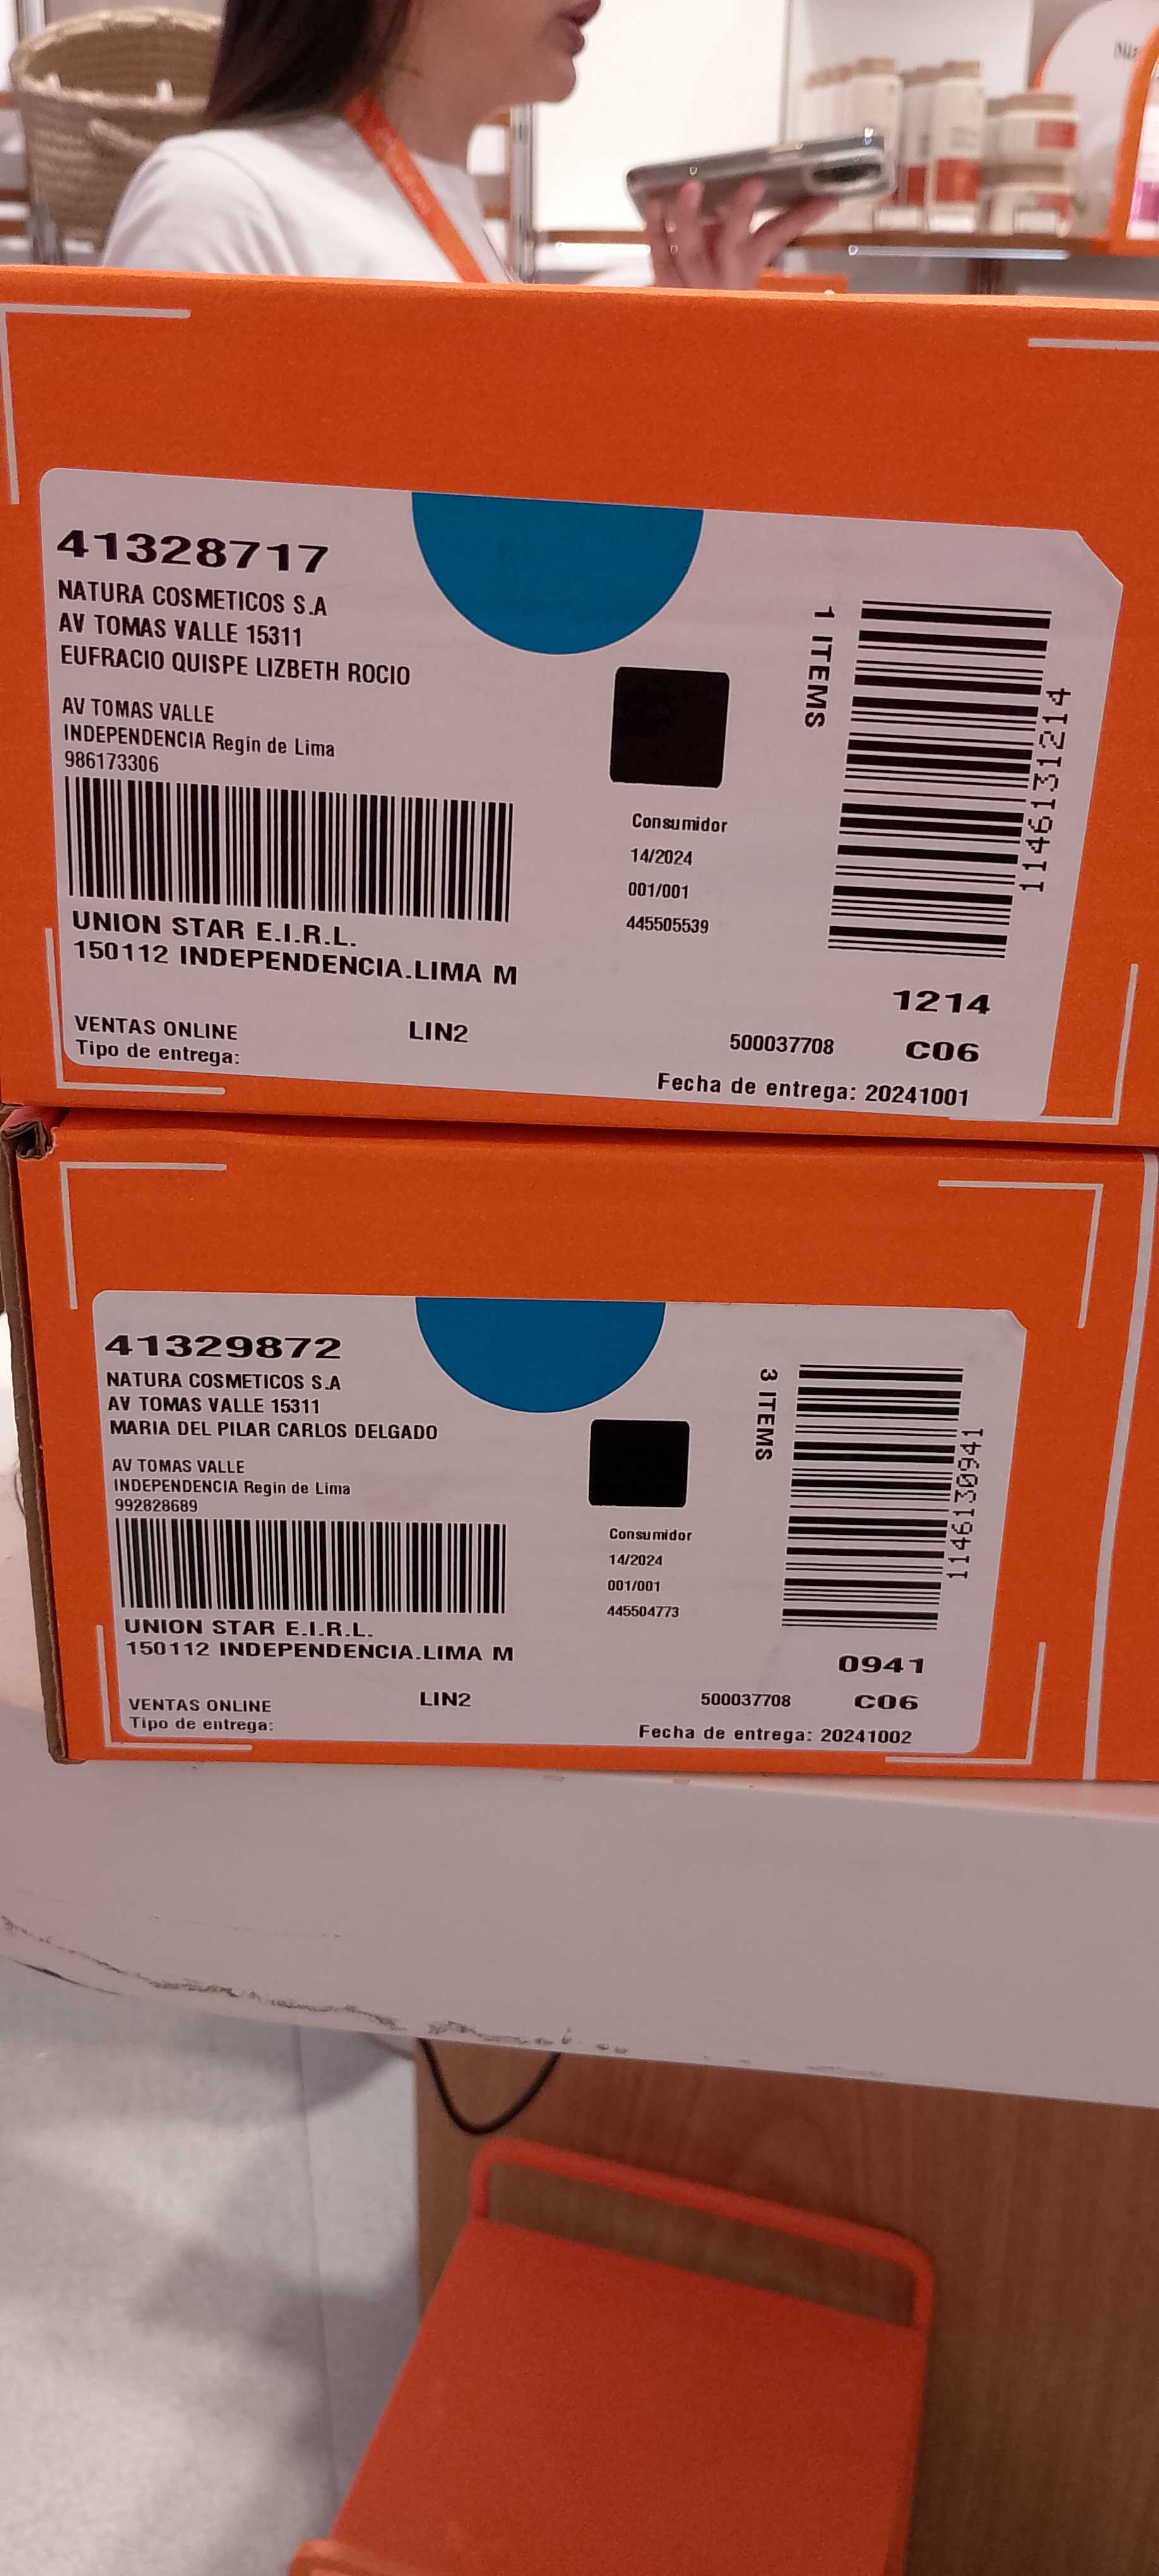 41328717
NATURA COSMETICOS S.A
AV TOMAS VALLE 15311
EUFRACIO QUISPE LIZBETH ROCIO
AV TOMAS VALLE
INDEPENDENCIA Regin de Lima
986173306
UNION STAR E.I.R.L.
150112 INDEPENDENCIA.LIMA M
VENTAS ONLINE
Tipo de entrega:
LIN2
Consumidor
14/2024
001/001
445505539
1 ITEMS
1146131214
1214
500037708 C06
Fecha de entrega: 20241001
41329872
NATURA COSMETICOS S.A
AV TOMAS VALLE 15311
MARIA DEL PILAR CARLOS DELGADO
AV TOMAS VALLE
INDEPENDENCIA Regin de Lima
992828689
UNION STAR E.I.R.L.
150112 INDEPENDENCIA.LIMA M
VENTAS ONLINE
Tipo de entrega:
LIN2
Consumidor
14/2024
001/001
445504773
3 ITEMS
1146130941
0941
500037708 C06
Fecha de entrega: 20241002